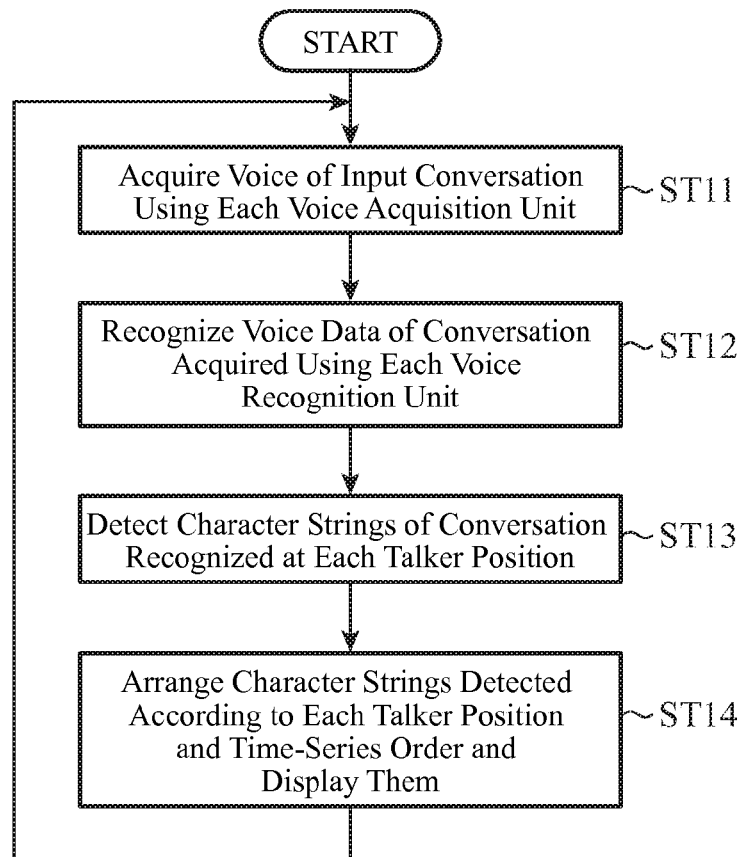 START
Acquire Voice of Input Conversation
Using Each Voice Acquisition Unit
ST11
Recognize Voice Data of Conversation
Acquired Using Each Voice
Recognition Unit
ST12
Detect Character Strings of Conversation
Recognized at Each Talker Position
ST13
Arrange Character Strings Detected
According to Each Talker Position
and Time-Series Order and
Display Them
ST14